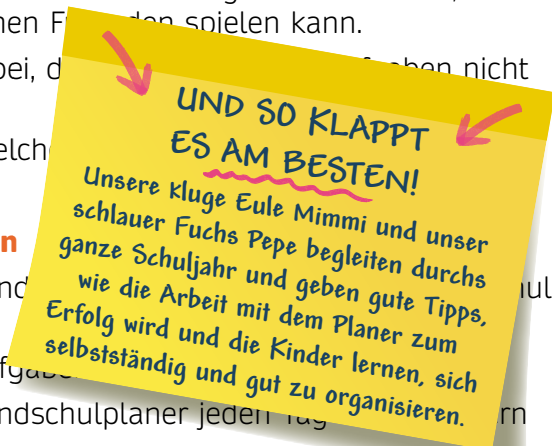 spielen kann.
bei,
nicht
UND SO KLAPPT
ES AM BESTEN!
Unsere kluge Eule Mimmi und unser
schlauer Fuchs Pepe begleiten durchs
ganze Schuljahr und geben gute Tipps,
wie die Arbeit mit dem Planer zum
Erfolg wird und die Kinder lernen, sich
selbstständig und gut zu organisieren.
ndschulplaner jeden Tag